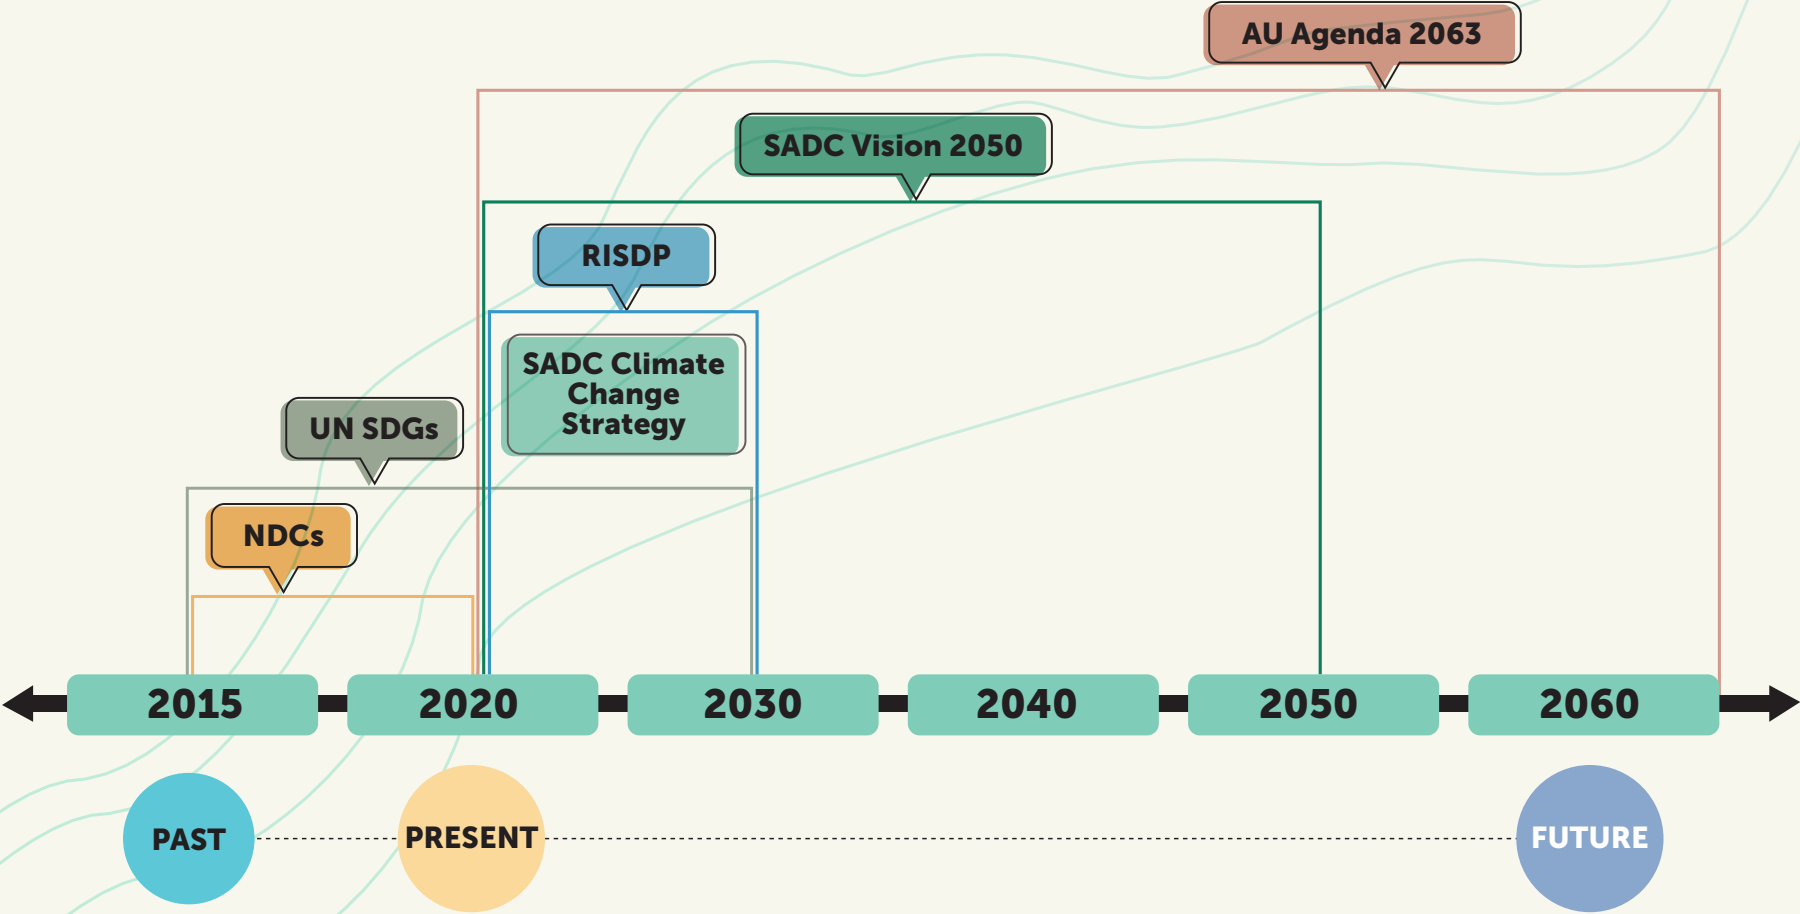 AU Agenda 2063
SADC Vision 2050
RISDP
SADC Climate
Change
Strategy
UN SDGs
NDCs
2015
2020
2030
2040
2050
2060
PAST
PRESENT
FUTURE